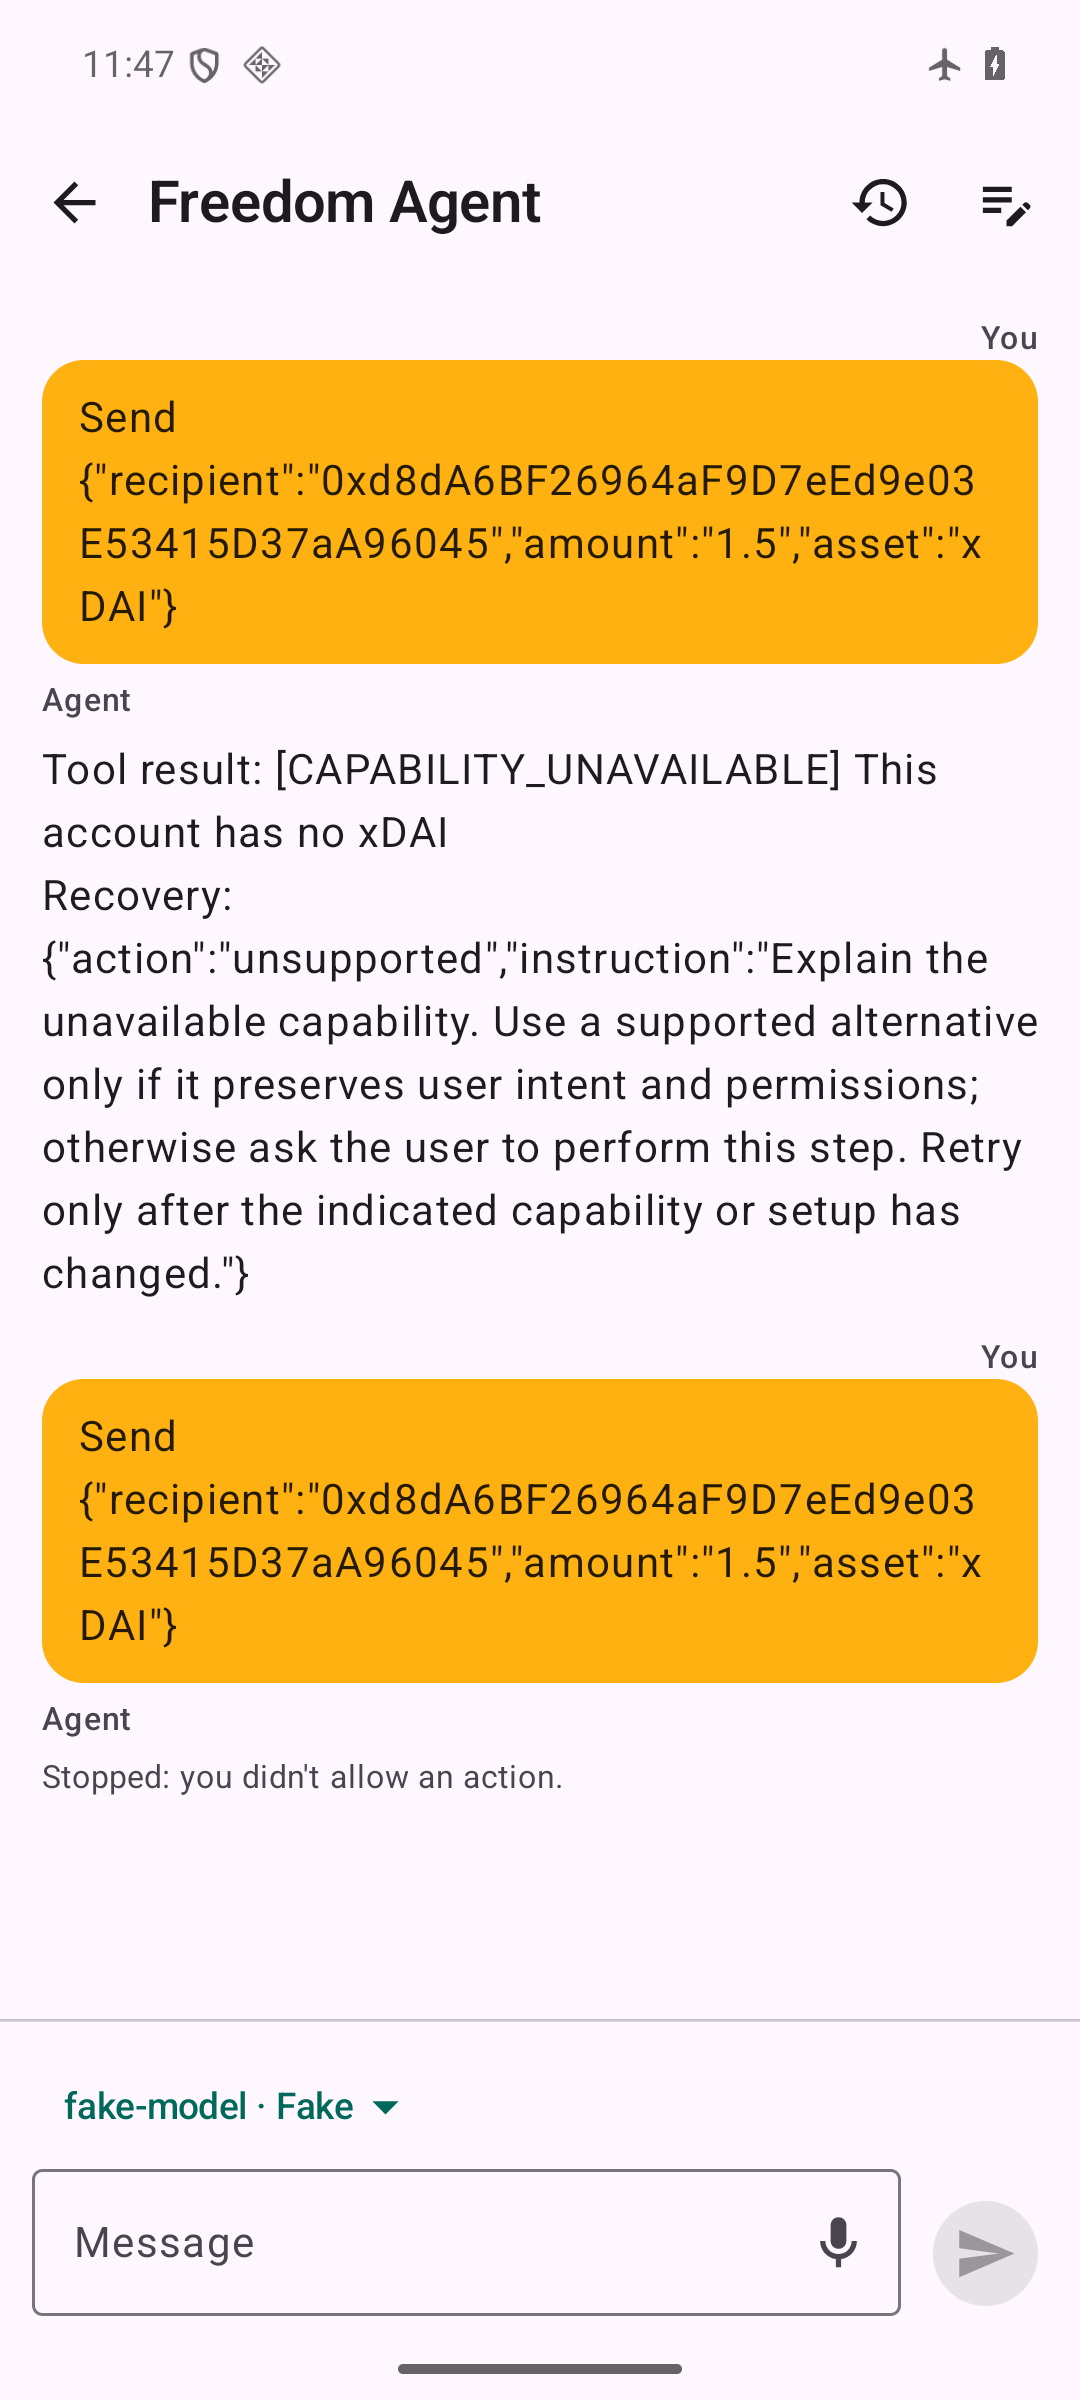 11:47
Freedom Agent
You
Send
{"recipient":"0xd8dA6BF26964aF9D7eEd9e03
E53415D37aA96045","amount":"1.5","asset":"x
DAI"}
Agent
Tool result: [CAPABILITY_UNAVAILABLE] This
account has no xDAI
Recovery:
{"action":"unsupported","instruction":"Explain the
unavailable capability. Use a supported alternative
only if it preserves user intent and permissions;
otherwise ask the user to perform this step. Retry
only after the indicated capability or setup has
changed."}
You
Send
{"recipient":"0xd8dA6BF26964aF9D7eEd9e03
E53415D37aA96045","amount":"1.5","asset":"x
DAI"}
Agent
Stopped: you didn't allow an action.
fake-model · Fake
Message